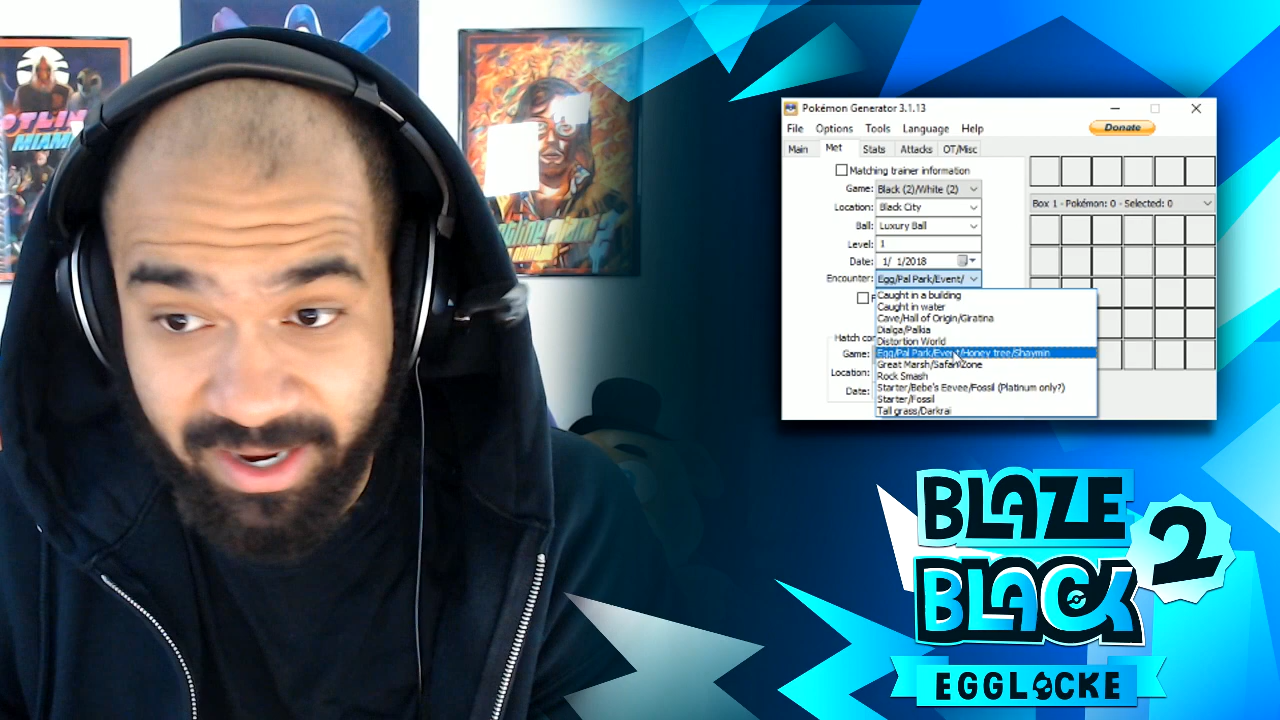 HOTLINE
MIAMI
Pokémon Generator 3.1.13
File Options Tools Language Help
Donate
Main Met Stats Attacks OT/Misc
Matching trainer information
Game: Black (2)/White (2)
Location: Black City
Ball: Luxury Ball
Level: 1
Date: 1/ 1/2018
Encounter: Egg/Pal Park/Event/
Caught in a building
Caught in water
Cave/Hall of Origin/Giratina
Dialga/Palkia
Distortion World
Egg/Pal Park/Event/Honey tree/Shaymin
Great Marsh/Safari Zone
Rock Smash
Starter/Bebe's Eevee/Fossil (Platinum only?)
Starter/Fossil
Tall grass/Darkrai
Hatch
Game:
Location:
Date:
Box 1 - Pokémon: 0 - Selected: 0
BLAZE
BLACK 2
EGGLOCKE